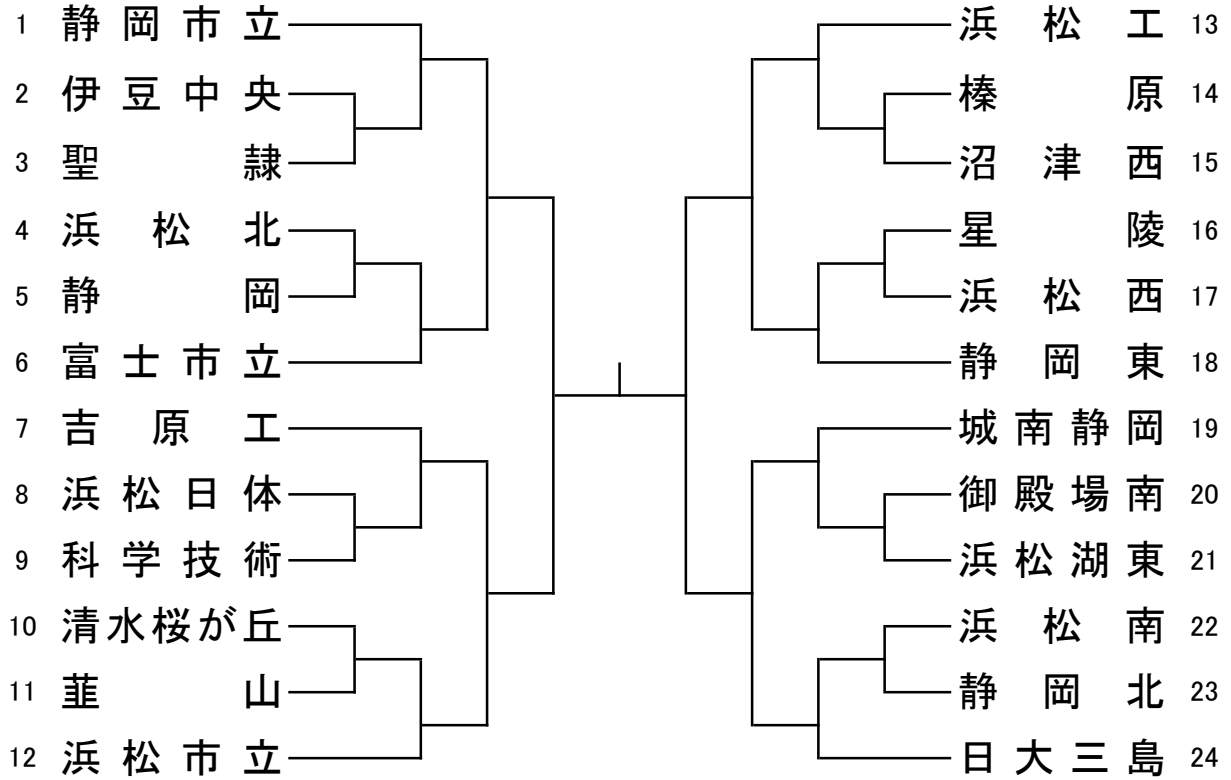 1 静岡市立
2 伊豆中央
3 聖隷
4 浜松北
5 静岡
6 富士市立
7 吉原工
8 浜松日体
9 科学技術
10 清水桜が丘
11 韮山
12 浜松市立
浜松工 13
榛原 14
沼津西 15
星陵 16
浜松西 17
静岡東 18
城南静岡 19
御殿場南 20
浜松湖東 21
浜松南 22
静岡北 23
日大三島 24